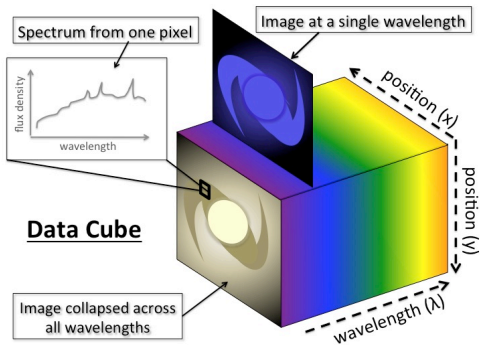 Spectrum from one pixel
Image at a single wavelength
flux density
wavelength
position (x)
position (y)
wavelength (λ)
Data Cube
Image collapsed across
all wavelengths